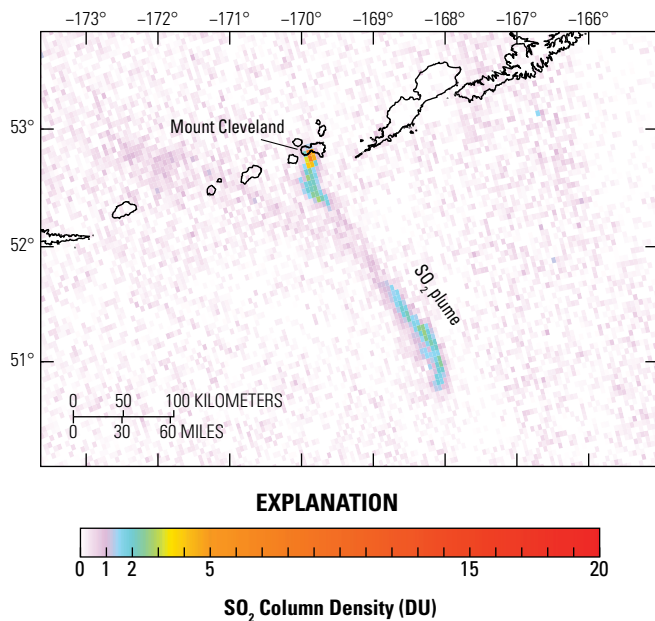 −173° −172° −171° −170° −169° −168° −167° −166°
53°
Mount Cleveland
52°
SO₂ plume
51°
0 50 100 KILOMETERS
0 30 60 MILES
EXPLANATION
0 1 2 5 15 20
SO₂ Column Density (DU)